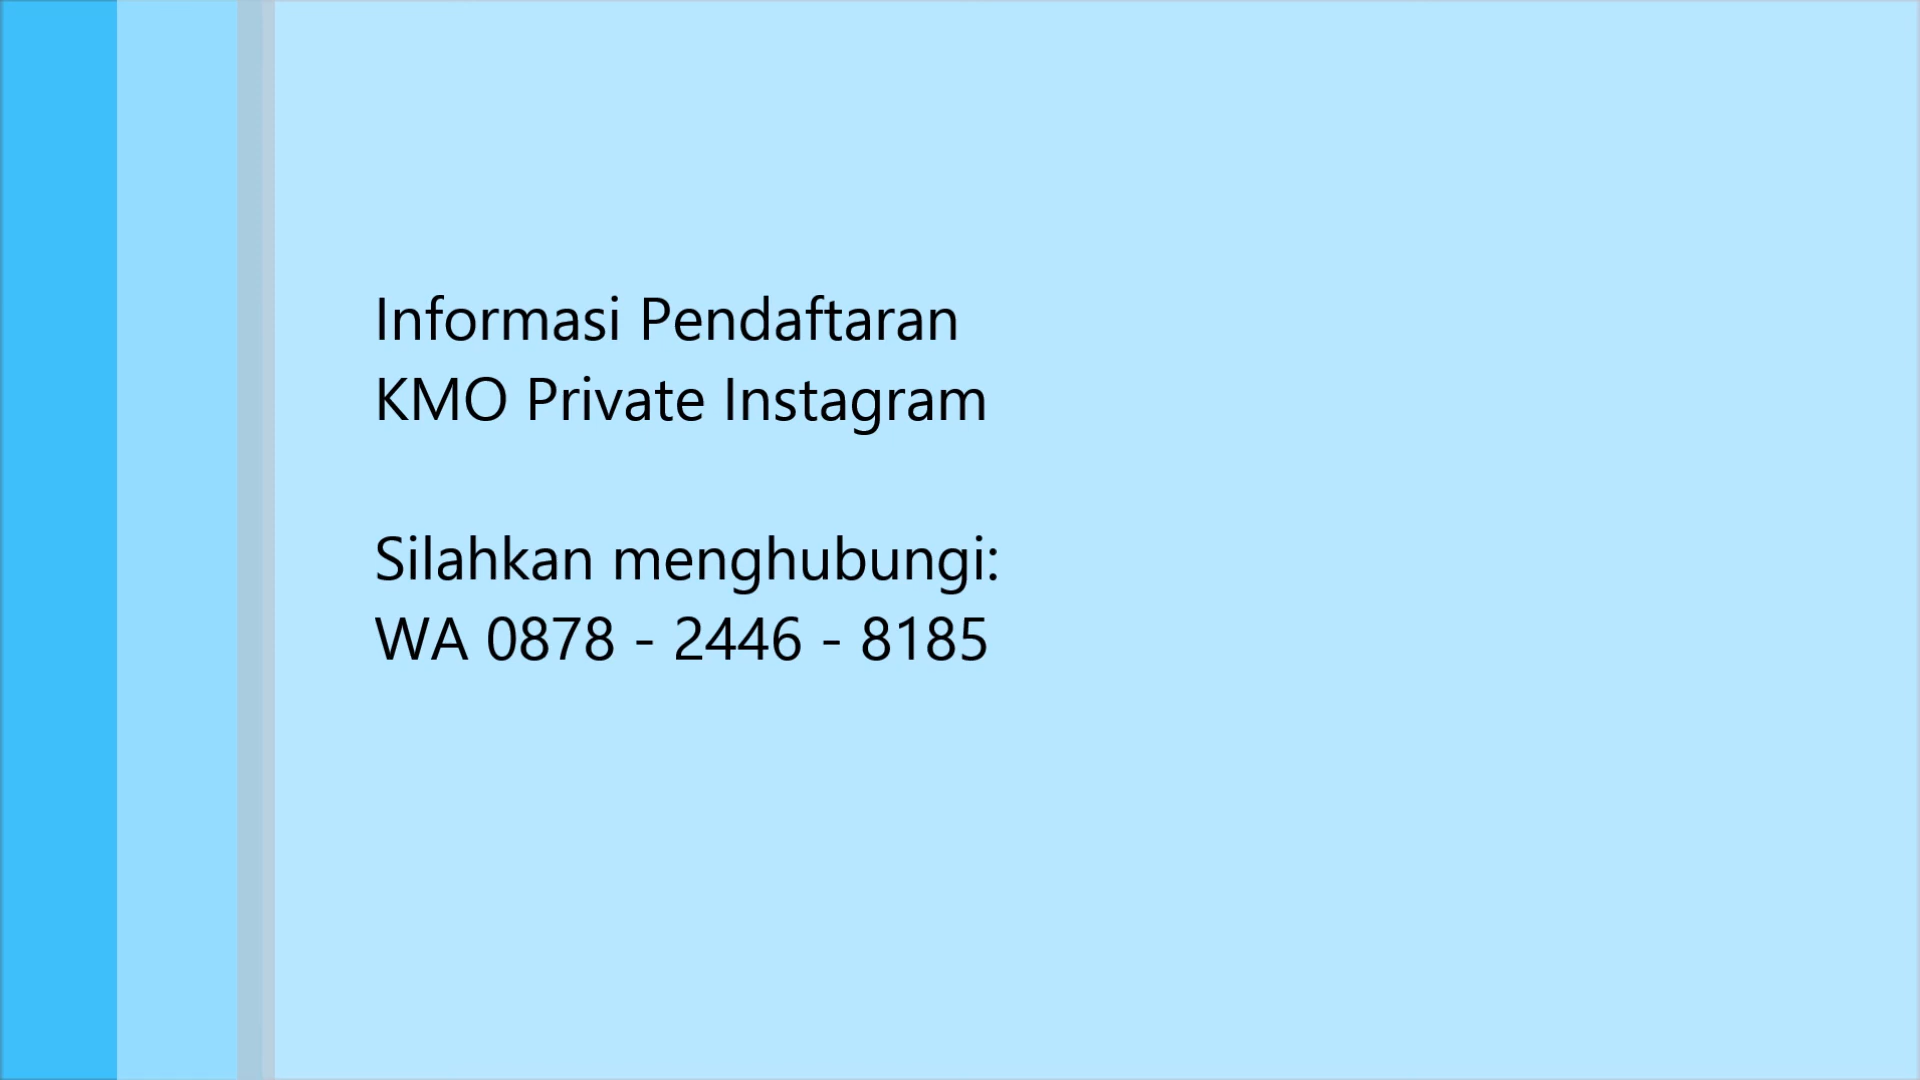 Informasi Pendaftaran
KMO Private Instagram
Silahkan menghubungi:
WA 0878 - 2446 - 8185